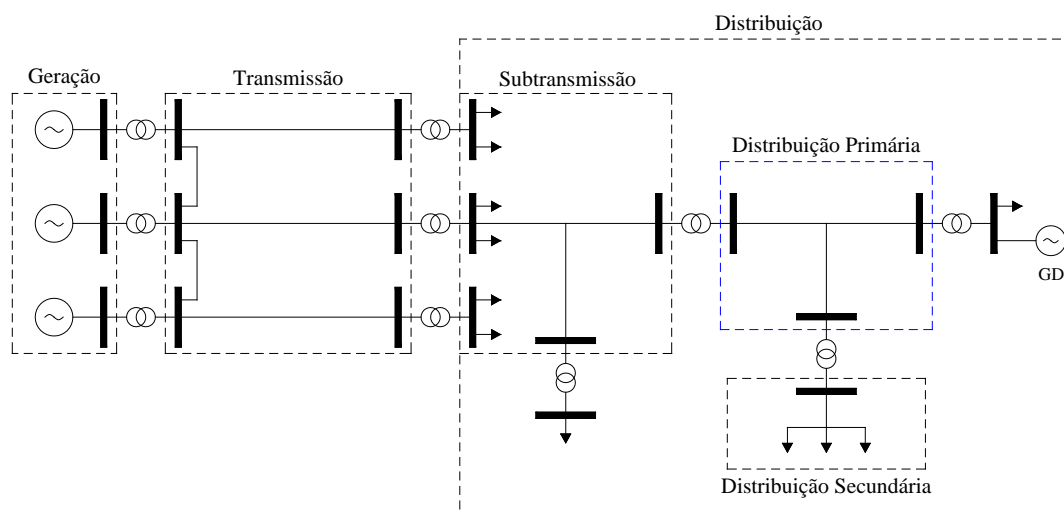 Distribuição
Geração
Transmissão
Subtransmissão
Distribuição Primária
GD
Distribuição Secundária